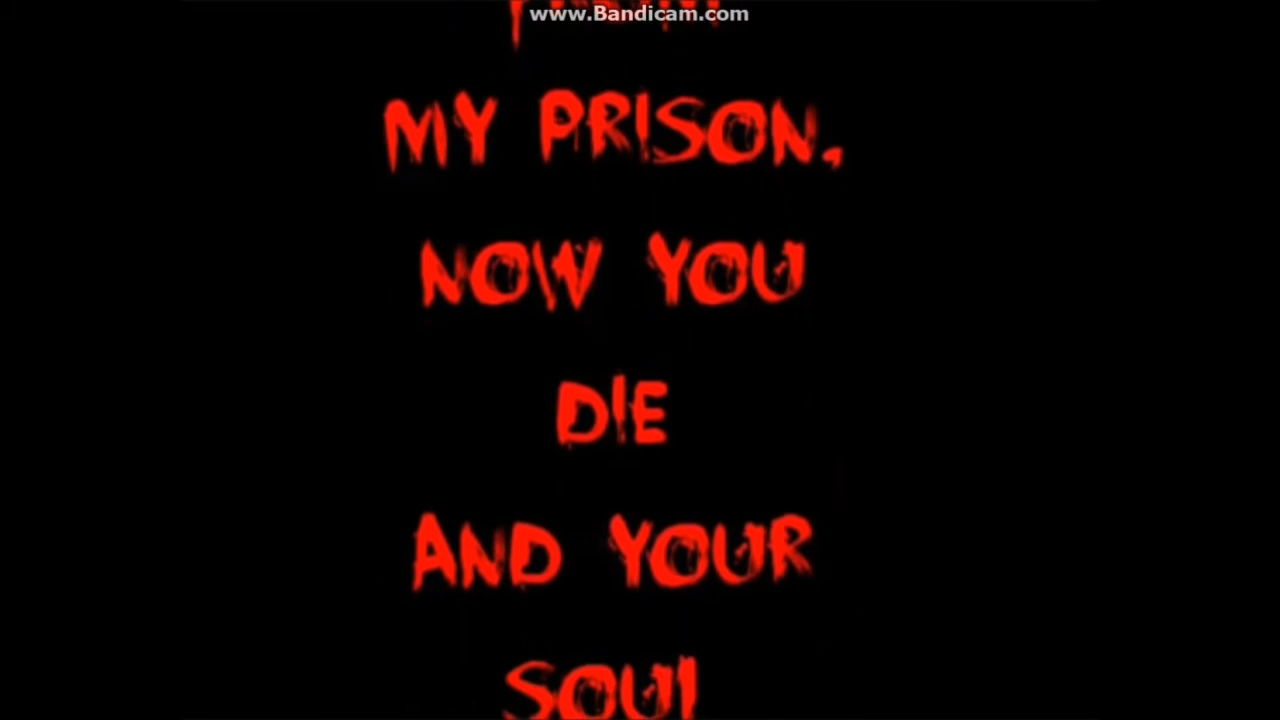 www.Bandicam.com
MY PRISON.
NOW YOU
DIE
AND YOUR
SOUL